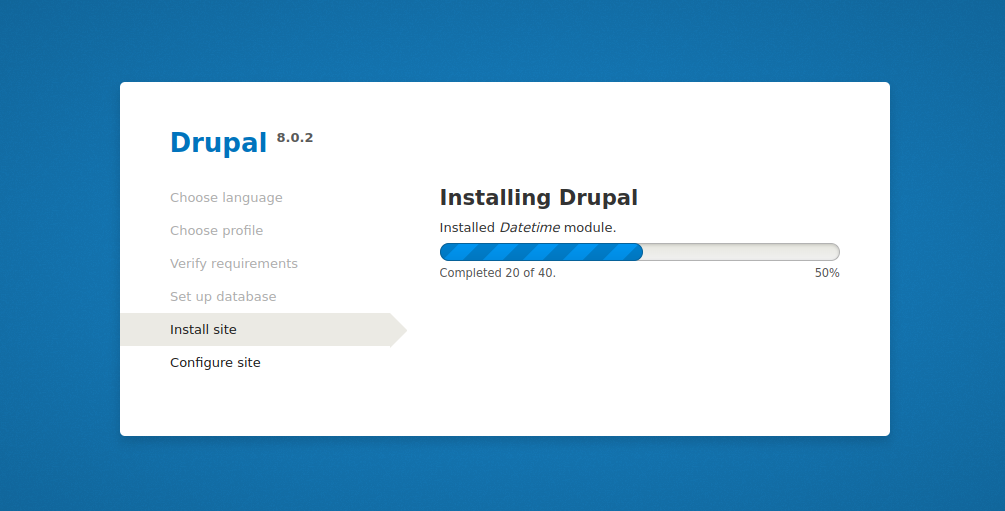 Drupal 8.0.2
Choose language
Choose profile
Verify requirements
Set up database
Install site
Configure site
Installing Drupal
Installed Datetime module.
Completed 20 of 40.
50%